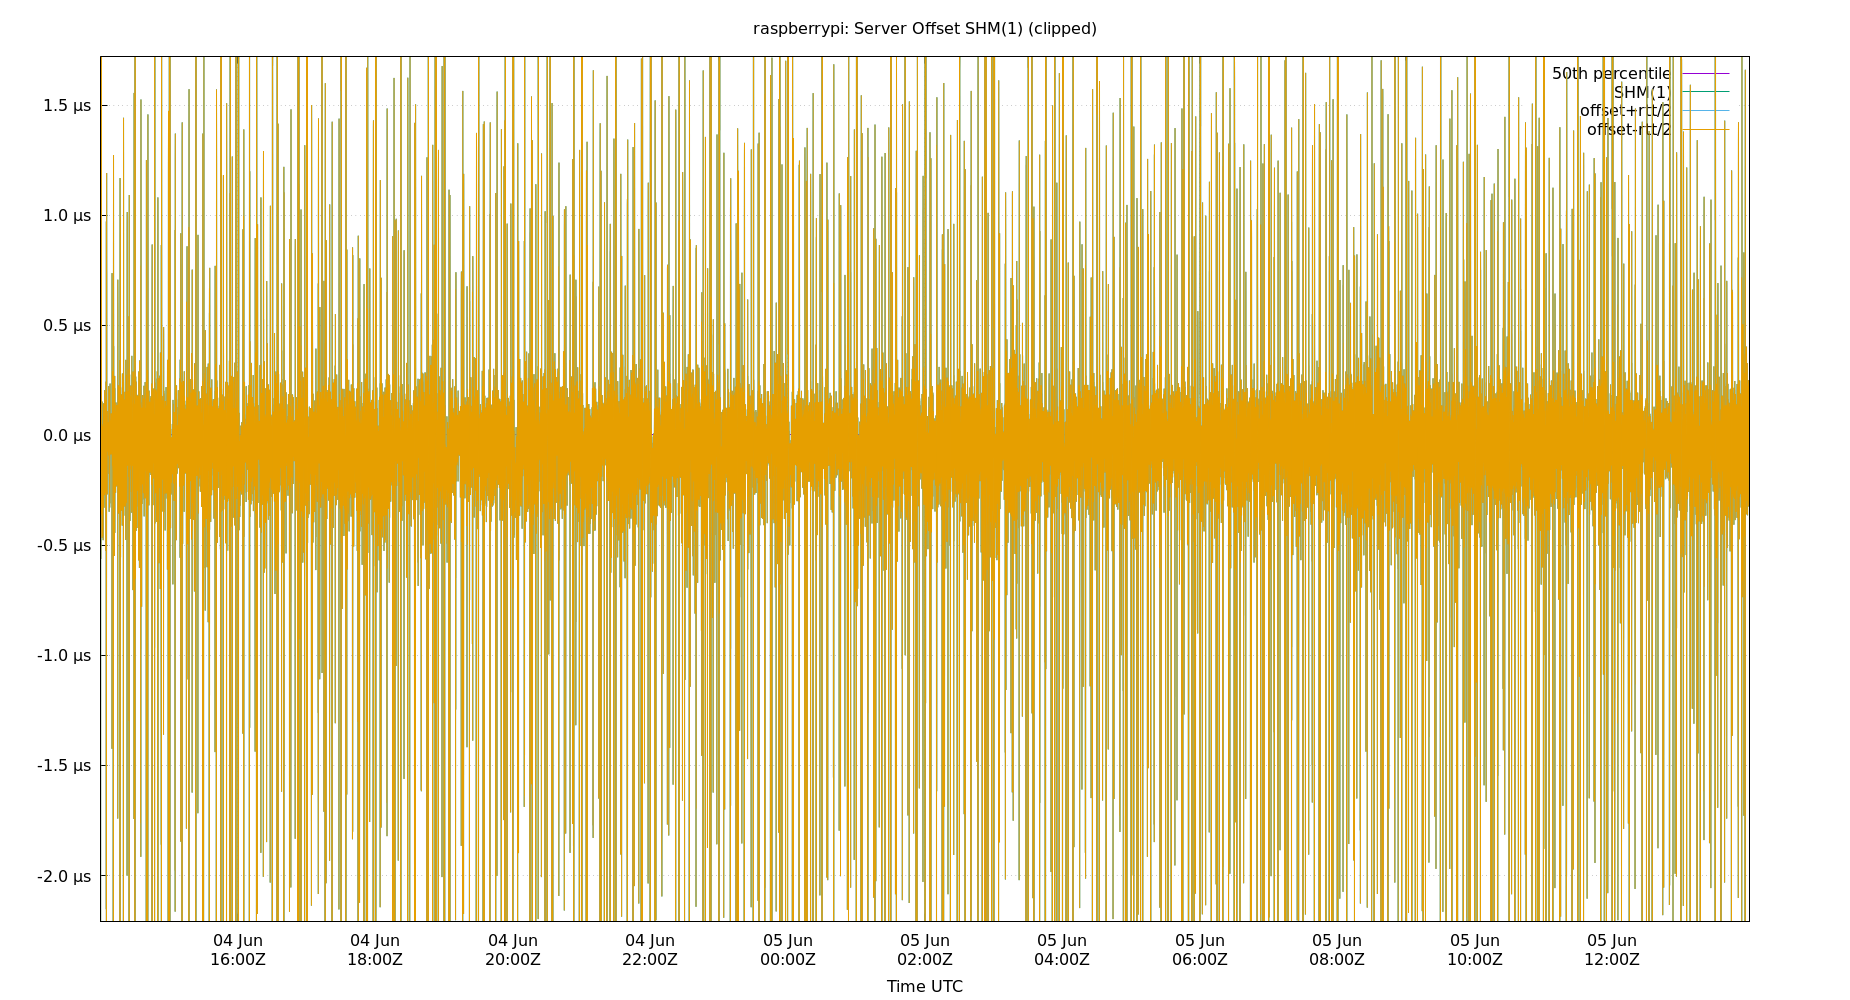 raspberrypi: Server Offset SHM(1) (clipped)
50th percentile
SHM(1)
offset+rtt/2
offset-rtt/2
1.5 μs
1.0 μs
0.5 μs
0.0 μs
-0.5 μs
-1.0 μs
-1.5 μs
-2.0 μs
04 Jun 04 Jun 04 Jun 04 Jun 05 Jun 05 Jun 05 Jun 05 Jun 05 Jun 05 Jun 05 Jun
16:00Z 18:00Z 20:00Z 22:00Z 00:00Z 02:00Z 04:00Z 06:00Z 08:00Z 10:00Z 12:00Z
Time UTC